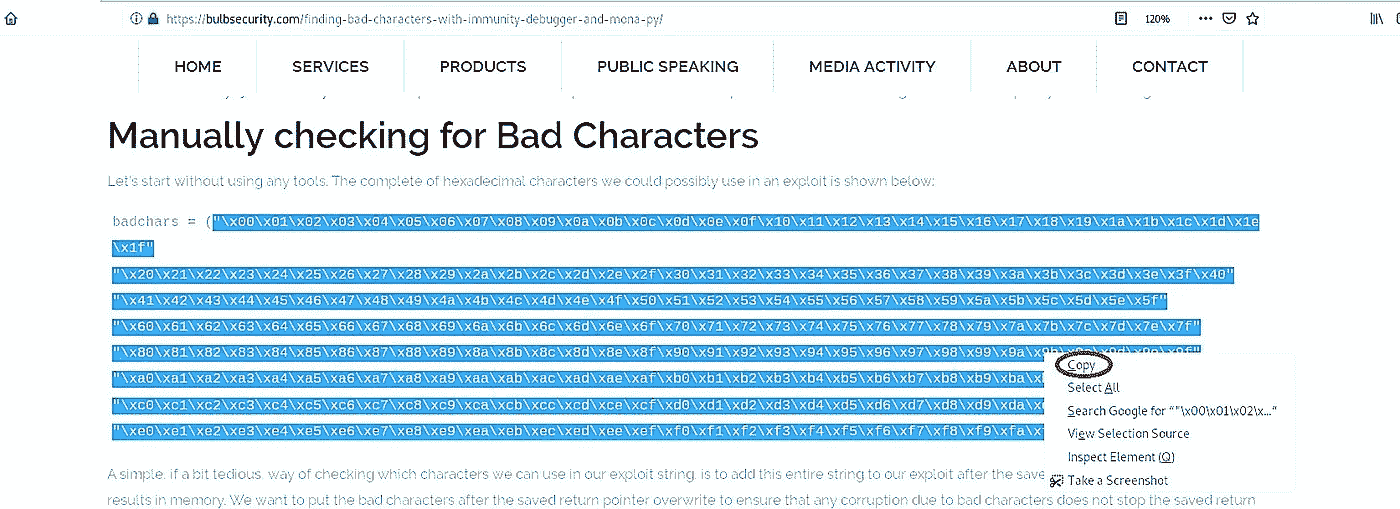 https://bulbsecurity.com/finding-bad-characters-with-immunity-debugger-and-mona-py/
120%
HOME SERVICES PRODUCTS PUBLIC SPEAKING MEDIA ACTIVITY ABOUT CONTACT
Manually checking for Bad Characters
Let's start without using any tools. The complete of hexadecimal characters we could possibly use in an exploit is shown below:
badchars = ("\x00\x01\x02\x03\x04\x05\x06\x07\x08\x09\x0a\x0b\x0c\x0d\x0e\x0f\x10\x11\x12\x13\x14\x15\x16\x17\x18\x19\x1a\x1b\x1c\x1d\x1e
\x1f"
"\x20\x21\x22\x23\x24\x25\x26\x27\x28\x29\x2a\x2b\x2c\x2d\x2e\x2f\x30\x31\x32\x33\x34\x35\x36\x37\x38\x39\x3a\x3b\x3c\x3d\x3e\x3f\x40"
"\x41\x42\x43\x44\x45\x46\x47\x48\x49\x4a\x4b\x4c\x4d\x4e\x4f\x50\x51\x52\x53\x54\x55\x56\x57\x58\x59\x5a\x5b\x5c\x5d\x5e\x5f"
"\x60\x61\x62\x63\x64\x65\x66\x67\x68\x69\x6a\x6b\x6c\x6d\x6e\x6f\x70\x71\x72\x73\x74\x75\x76\x77\x78\x79\x7a\x7b\x7c\x7d\x7e\x7f"
"\x80\x81\x82\x83\x84\x85\x86\x87\x88\x89\x8a\x8b\x8c\x8d\x8e\x8f\x90\x91\x92\x93\x94\x95\x96\x97\x98\x99\x9a\x9b\x9c\x9d\x9e\x9f"
"\xa0\xa1\xa2\xa3\xa4\xa5\xa6\xa7\xa8\xa9\xaa\xab\xac\xad\xae\xaf\xb0\xb1\xb2\xb3\xb4\xb5\xb6\xb7\xb8\xb9\xba\
"\xc0\xc1\xc2\xc3\xc4\xc5\xc6\xc7\xc8\xc9\xca\xcb\xcc\xcd\xce\xcf\xd0\xd1\xd2\xd3\xd4\xd5\xd6\xd7\xd8\xd9\xda\
"\xe0\xe1\xe2\xe3\xe4\xe5\xe6\xe7\xe8\xe9\xea\xeb\xec\xed\xee\xef\xf0\xf1\xf2\xf3\xf4\xf5\xf6\xf7\xf8\xf9\xfa\
Copy
Select All
Search Google for ""\x00\x01\x02\x..."
View Selection Source
Inspect Element (Q)
Take a Screenshot
A simple, if a bit tedious, way of checking which characters we can use in our exploit string, is to add this entire string to our exploit after the save
results in memory. We want to put the bad characters after the saved return pointer overwrite to ensure that any corruption due to bad characters does not stop the saved return